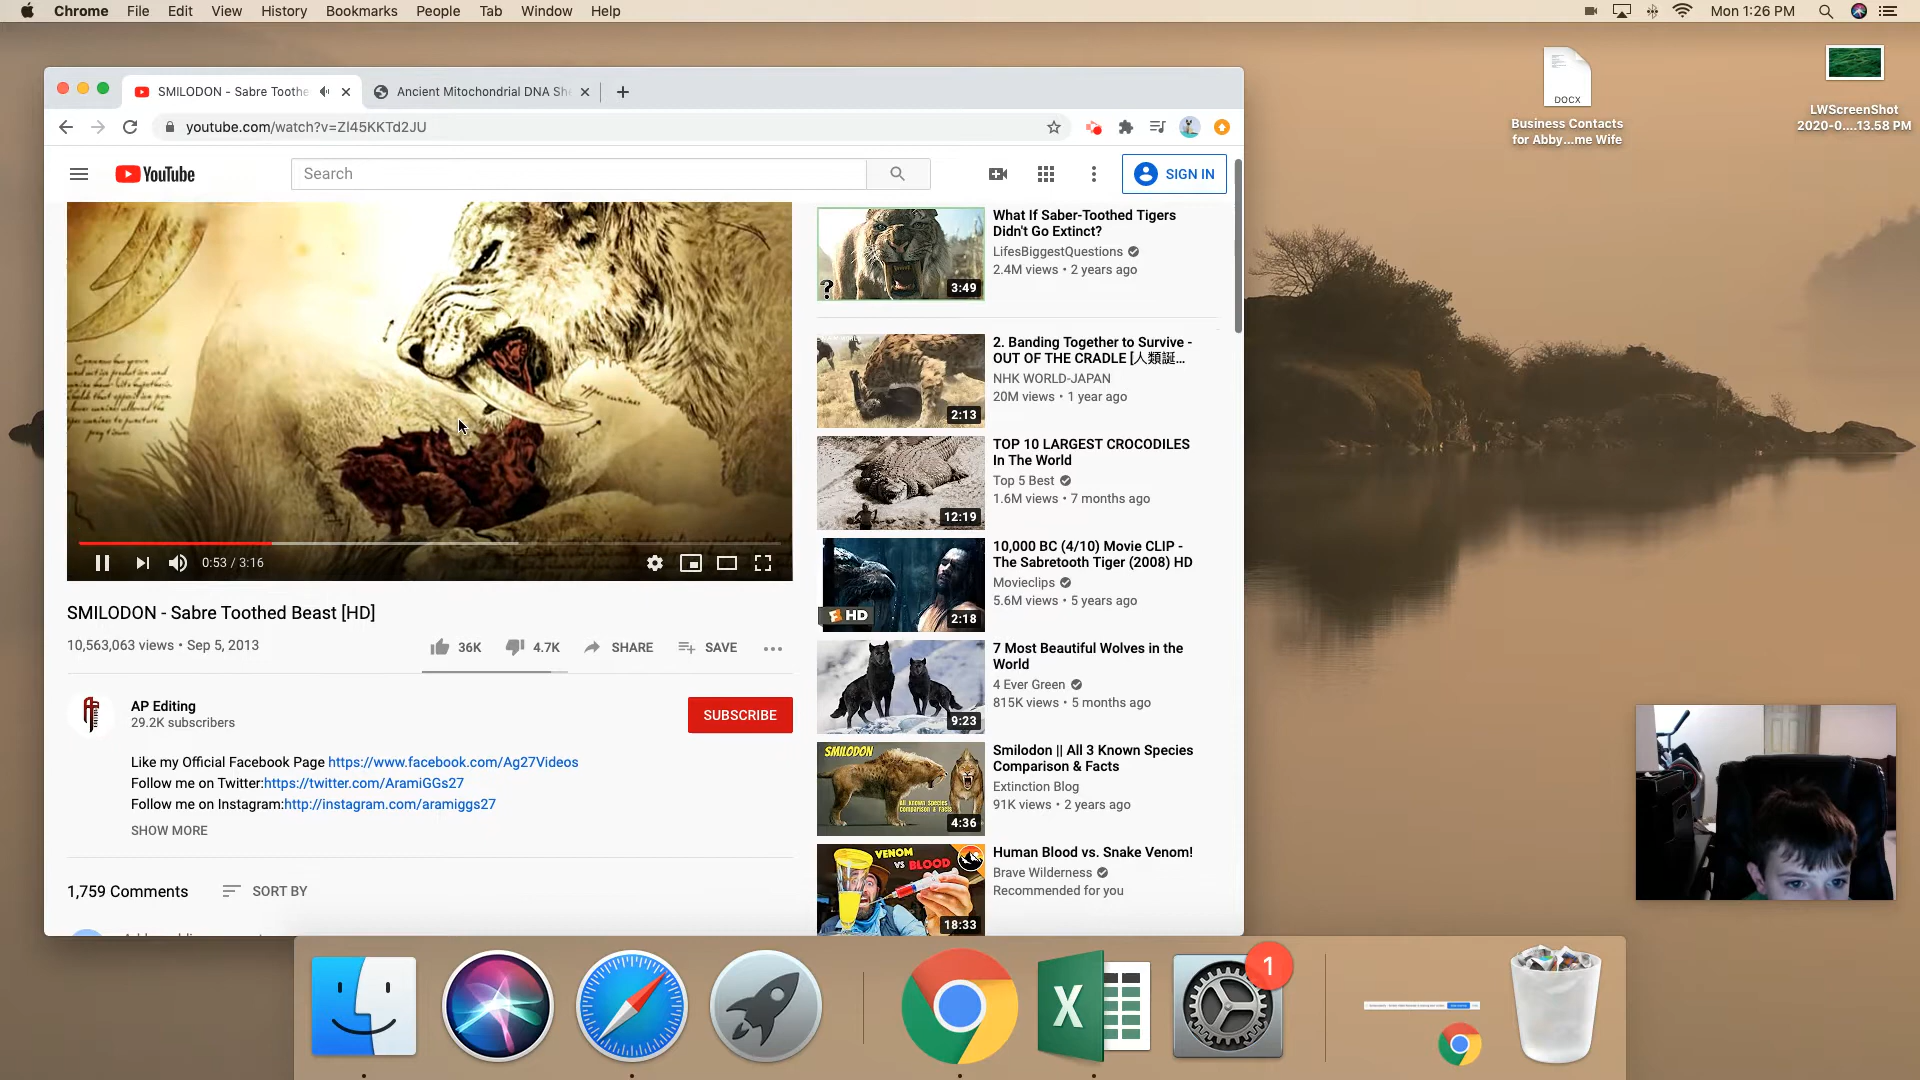 Chrome File Edit View History Bookmarks People Tab Window Help
Mon 1:26 PM
SMILODON - Sabre Toothe
Ancient Mitochondrial DNA Sh
youtube.com/watch?v=Zl45KKTd2JU
YouTube
Search
SIGN IN
DOCX
Business Contacts
for Abby...me Wife
LWScreenShot
2020-0....13.58 PM
upper canines
0:53 / 3:16
SMILODON - Sabre Toothed Beast [HD]
10,563,063 views • Sep 5, 2013
36K
4.7K
SHARE
SAVE
AP Editing
29.2K subscribers
SUBSCRIBE
Like my Official Facebook Page https://www.facebook.com/Ag27Videos
Follow me on Twitter:https://twitter.com/AramiGGs27
Follow me on Instagram:http://instagram.com/aramiggs27
SHOW MORE
1,759 Comments
SORT BY
What If Saber-Toothed Tigers
Didn't Go Extinct?
LifesBiggestQuestions
2.4M views • 2 years ago
?
3:49
2. Banding Together to Survive -
OUT OF THE CRADLE [人類誕...
NHK WORLD-JAPAN
20M views • 1 year ago
2:13
TOP 10 LARGEST CROCODILES
In The World
Top 5 Best
1.6M views • 7 months ago
12:19
10,000 BC (4/10) Movie CLIP -
The Sabretooth Tiger (2008) HD
Movieclips
5.6M views • 5 years ago
HD
2:18
7 Most Beautiful Wolves in the
World
4 Ever Green
815K views • 5 months ago
9:23
Smilodon || All 3 Known Species
Comparison & Facts
Extinction Blog
91K views • 2 years ago
SMILODON
All Known Species
Comparison & Facts
4:36
Human Blood vs. Snake Venom!
Brave Wilderness
Recommended for you
VENOM
VS BLOOD
18:33
X
1